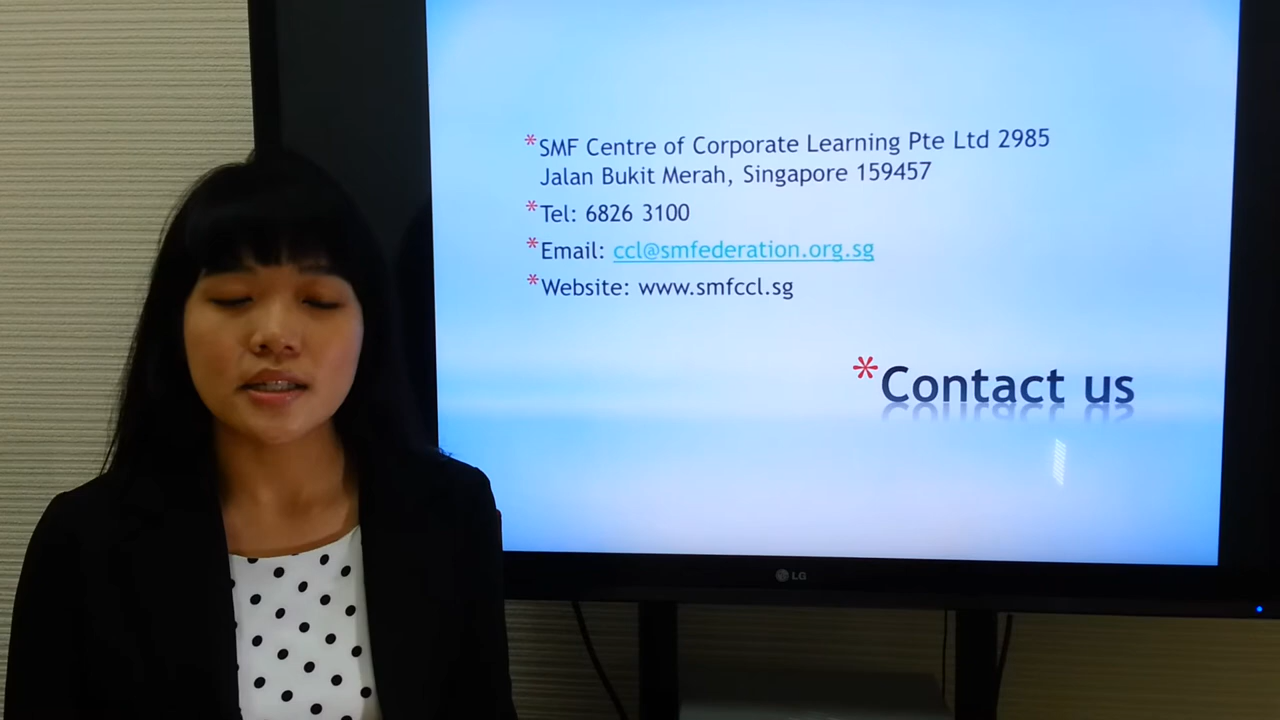 *SMF Centre of Corporate Learning Pte Ltd 2985
Jalan Bukit Merah, Singapore 159457
*Tel: 6826 3100
*Email: ccl@smfederation.org.sg
*Website: www.smfccl.sg
*Contact us
LG